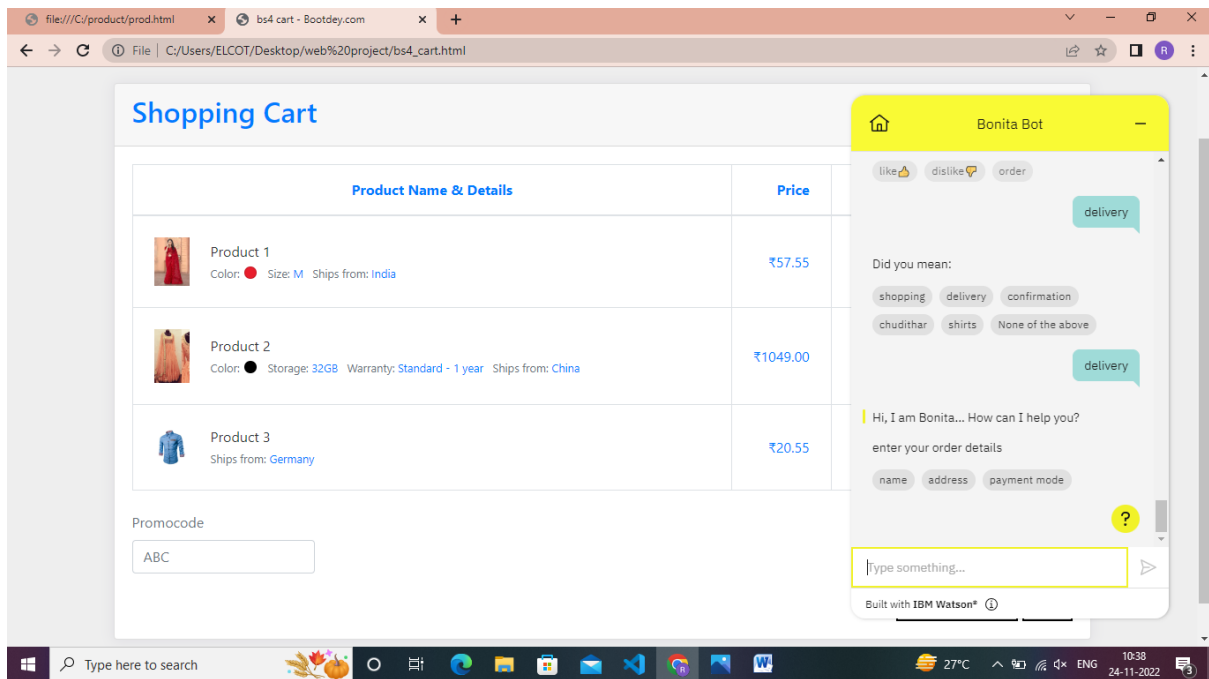 file:///C:/product/prod.html
bs4 cart - Bootdey.com
File | C:/Users/ELCOT/Desktop/web%20project/bs4_cart.html
R
Shopping Cart
Product Name & Details
Price
Product 1
Color: Size: M Ships from: India
₹57.55
Product 2
Color: Storage: 32GB Warranty: Standard - 1 year Ships from: China
₹1049.00
Product 3
Ships from: Germany
₹20.55
Promocode
ABC
Bonita Bot
like👍 dislike👎 order
delivery
Did you mean:
shopping delivery confirmation
chudithar shirts None of the above
delivery
Hi, I am Bonita... How can I help you?
enter your order details
name address payment mode
?
Type something...
Built with IBM Watson®
Type here to search
27°C
ENG
10:38
24-11-2022
3